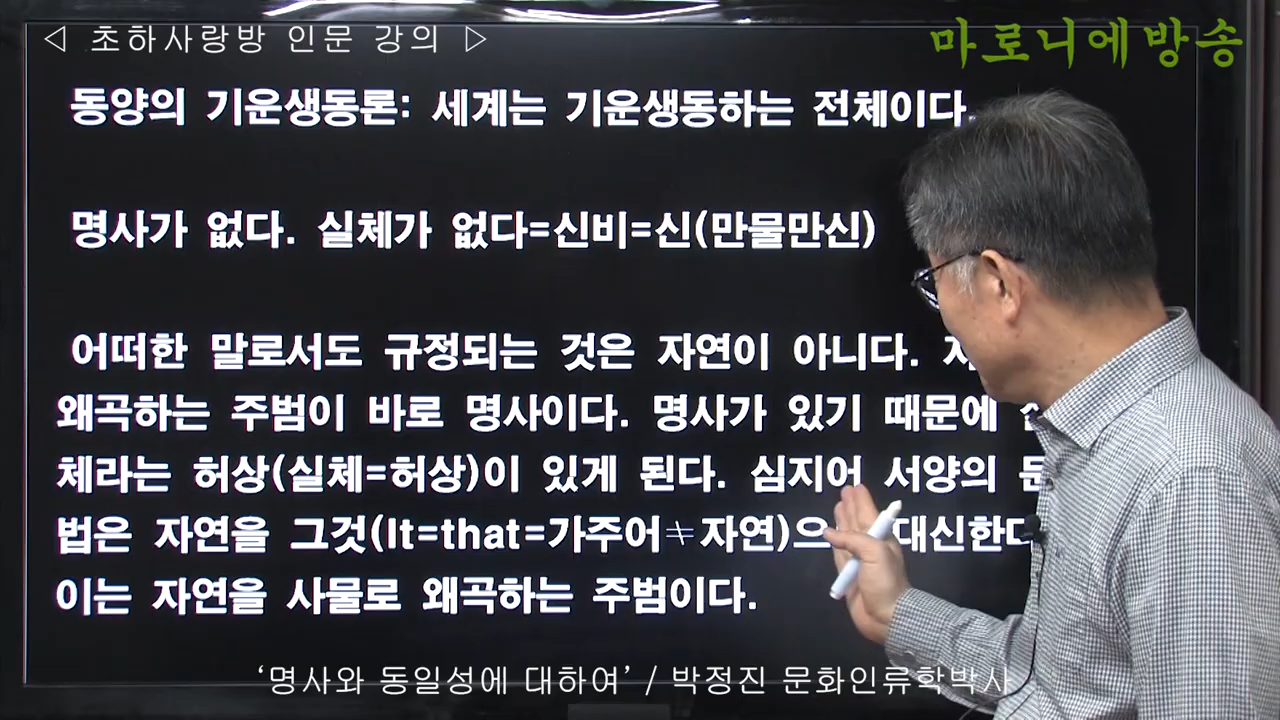 ◁ 초하사랑방 인문 강의 ▷
마로니에방송
동양의 기운생동론: 세계는 기운생동하는 전체이다.
명사가 없다. 실체가 없다=신비=신(만물만신)
어떠한 말로서도 규정되는 것은 자연이 아니다.
왜곡하는 주범이 바로 명사이다. 명사가 있기 때문에
체라는 허상(실체=허상)이 있게 된다. 심지어 서양의
법은 자연을 그것(It=that=가주어≠자연)으 대신한다
이는 자연을 사물로 왜곡하는 주범이다.
‘명사와 동일성에 대하여’ / 박정진 문화인류학박사